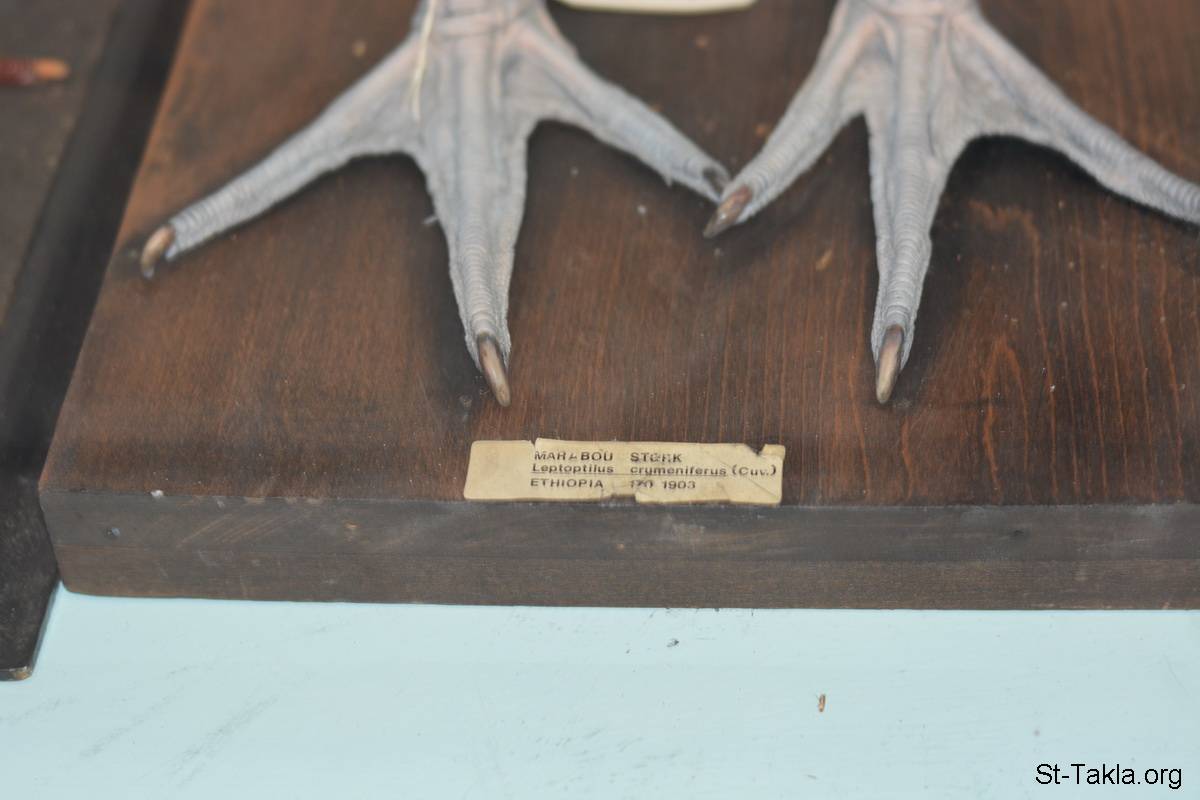 MARABOU STORK
Leptoptilus crumeniferus (Cuv.)
ETHIOPIA 1903
St-Takla.org